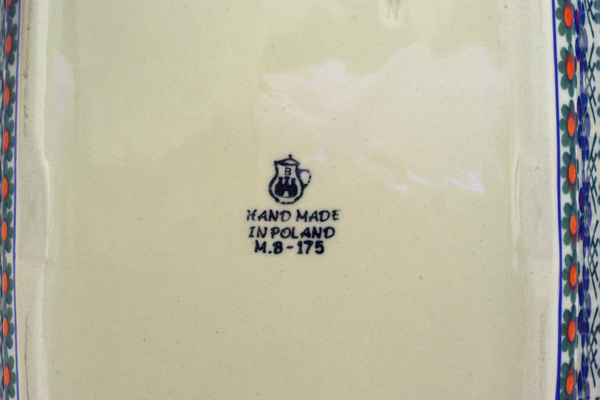 B
HAND MADE
IN POLAND
M.B-175